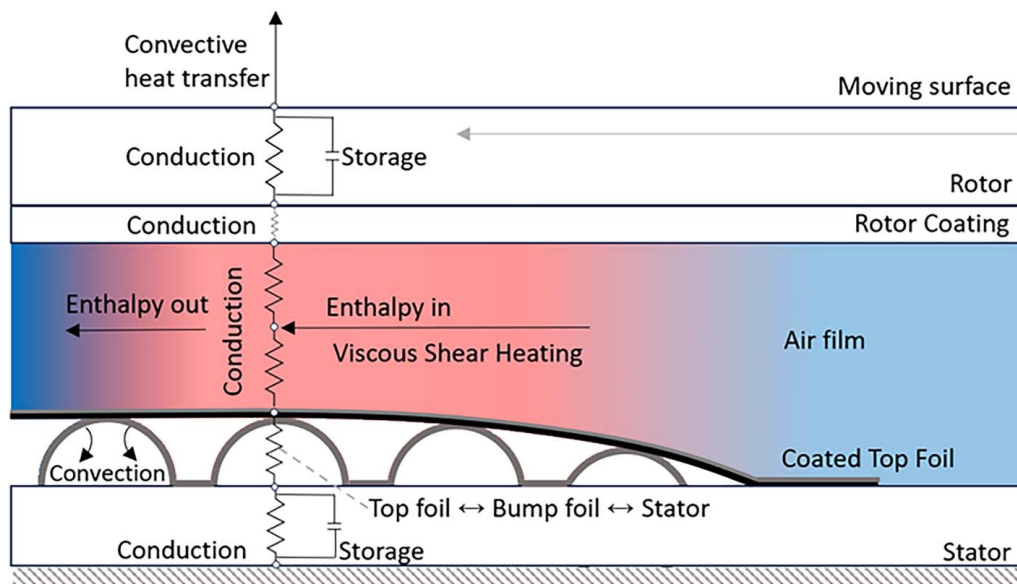 Convective
heat transfer
Moving surface
Conduction
Storage
Rotor
Conduction
Rotor Coating
Enthalpy out
Conduction
Enthalpy in
Viscous Shear Heating
Air film
Convection
Coated Top Foil
Top foil ↔ Bump foil ↔ Stator
Conduction
Storage
Stator